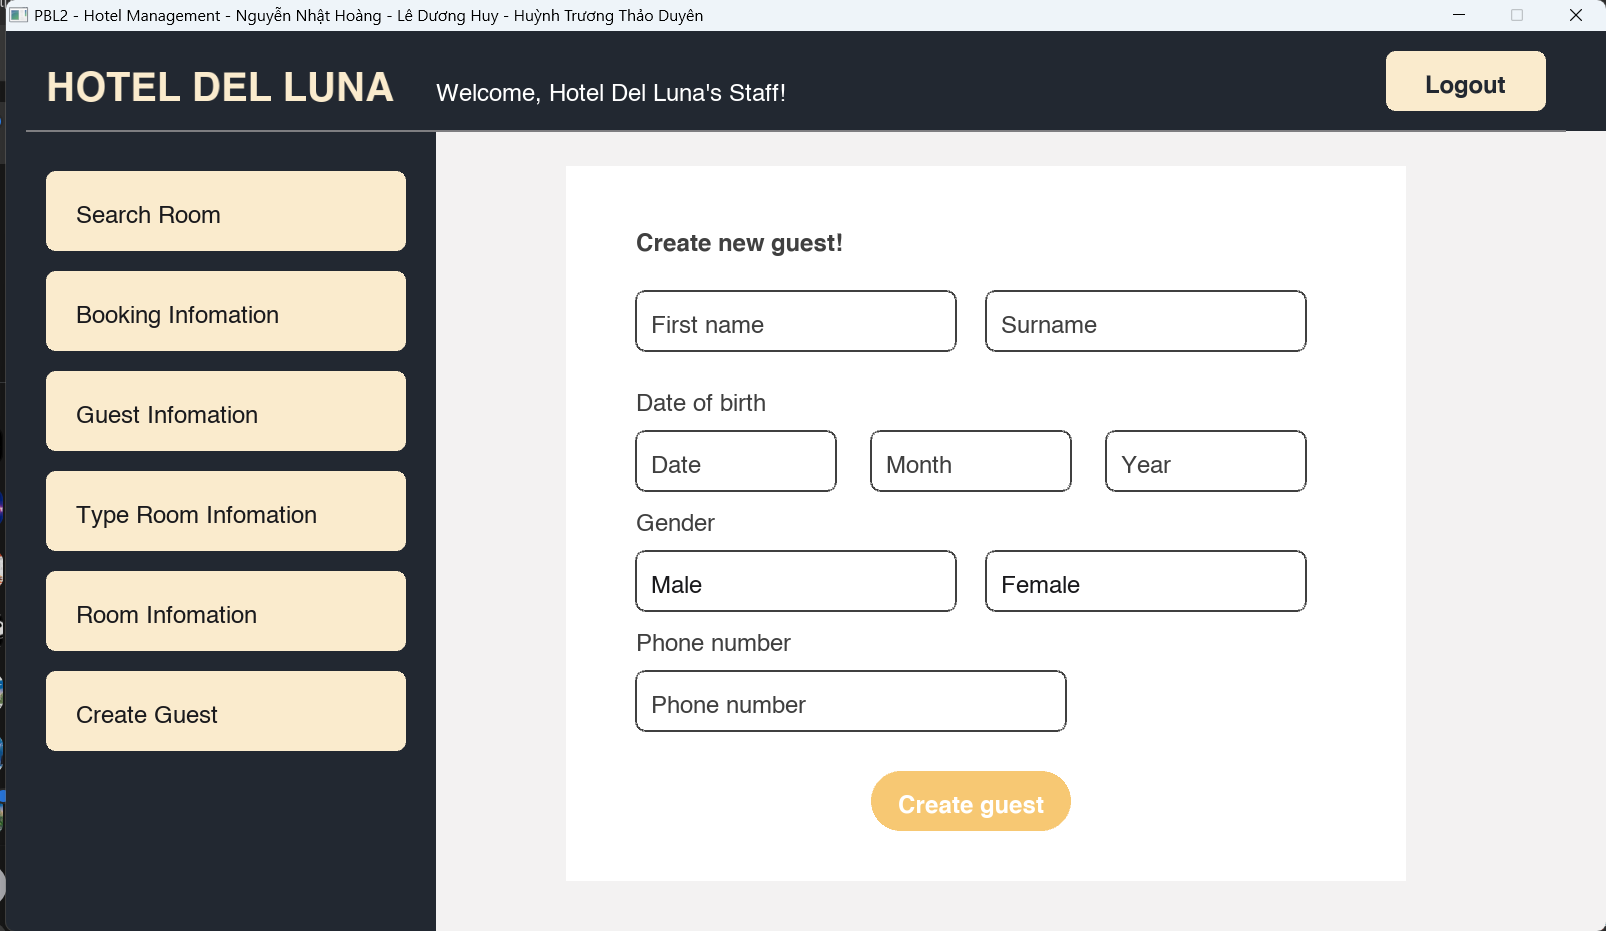 PBL2 - Hotel Management - Nguyễn Nhật Hoàng - Lê Dương Huy - Huỳnh Trương Thảo Duyên
HOTEL DEL LUNA
Welcome, Hotel Del Luna's Staff!
Logout
Search Room
Booking Infomation
Guest Infomation
Type Room Infomation
Room Infomation
Create Guest
Create new guest!
First name
Surname
Date of birth
Date
Month
Year
Gender
Male
Female
Phone number
Phone number
Create guest